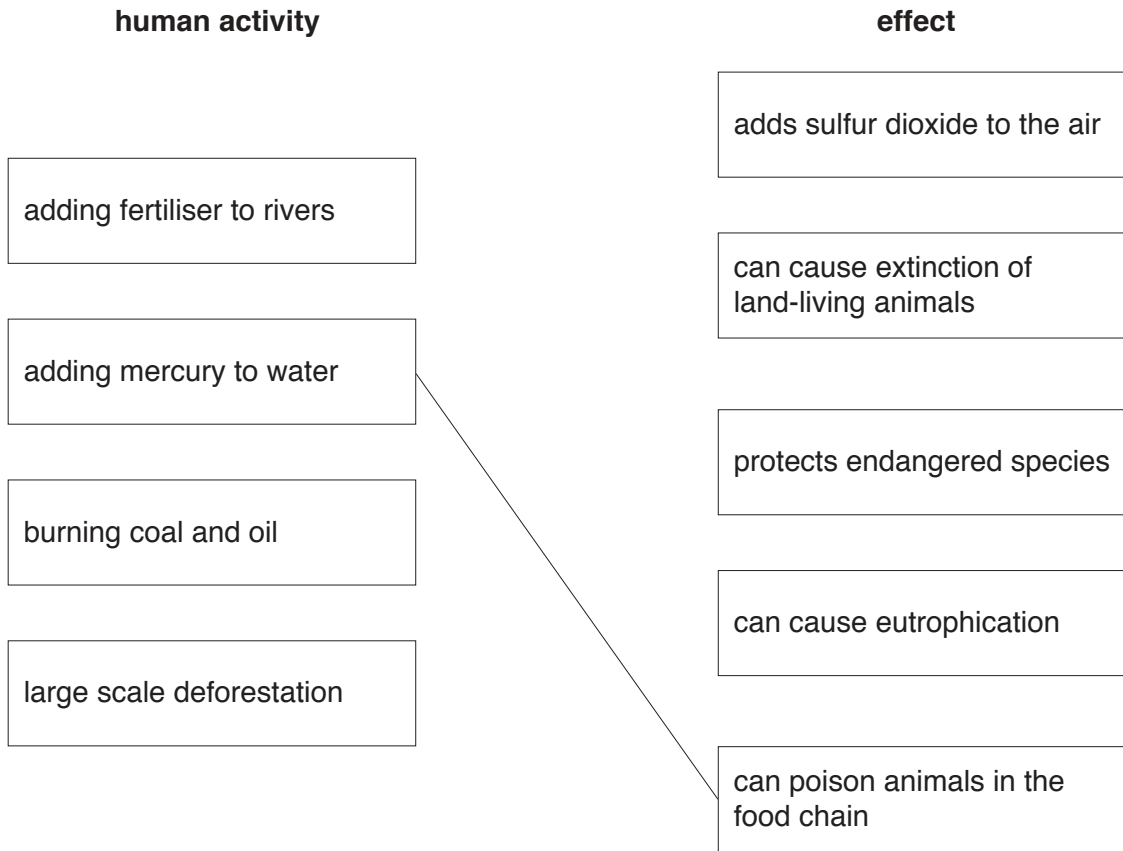 human activity
effect
adding fertiliser to rivers
adding mercury to water
burning coal and oil
large scale deforestation
adds sulfur dioxide to the air
can cause extinction of
land-living animals
protects endangered species
can cause eutrophication
can poison animals in the
food chain